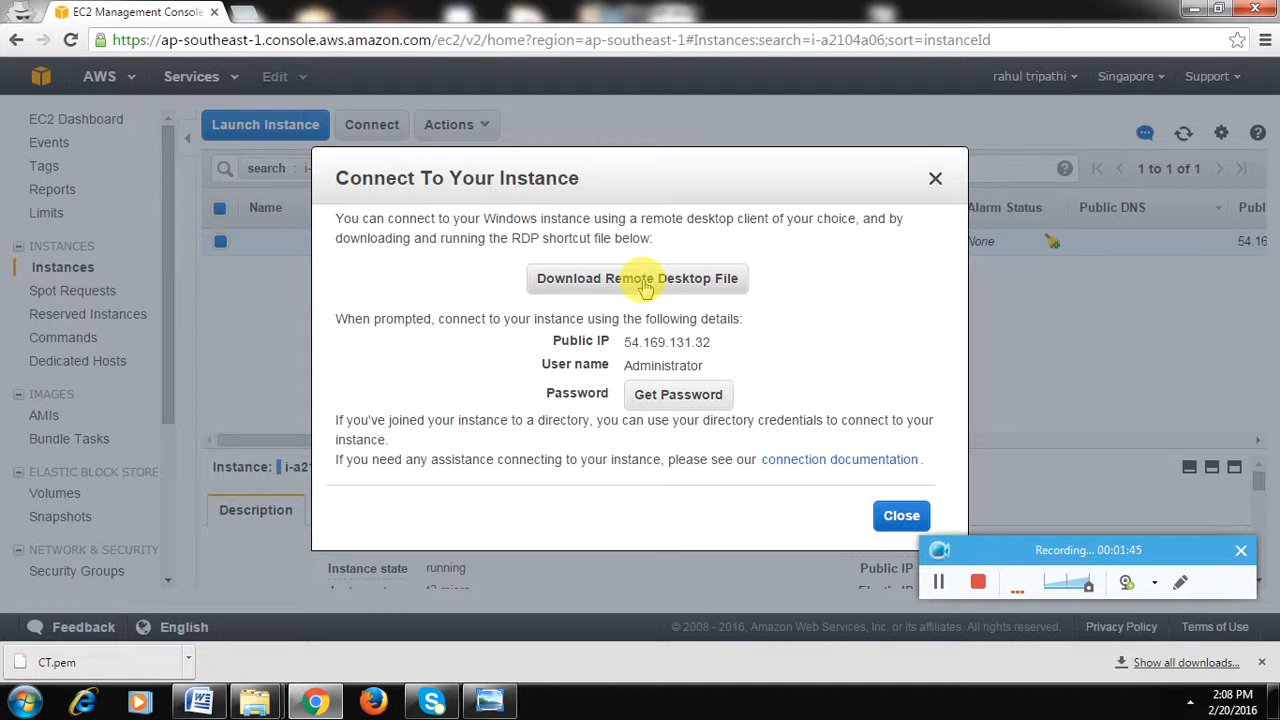 EC2 Management Console
https://ap-southeast-1.console.aws.amazon.com/ec2/v2/home?region=ap-southeast-1#Instances:search=i-a2104a06;sort=instanceId
AWS Services Edit rahul tripathi Singapore Support
EC2 Dashboard
Events
Tags
Reports
Limits
INSTANCES
Instances
Spot Requests
Reserved Instances
Commands
Dedicated Hosts
IMAGES
AMIs
Bundle Tasks
ELASTIC BLOCK STORE
Volumes
Snapshots
NETWORK & SECURITY
Security Groups
Launch Instance Connect Actions
search : i- 1 to 1 of 1
Name Alarm Status Public DNS Publ
None 54.16
Connect To Your Instance
You can connect to your Windows instance using a remote desktop client of your choice, and by
downloading and running the RDP shortcut file below:
Download Remote Desktop File
When prompted, connect to your instance using the following details:
Public IP 54.169.131.32
User name Administrator
Password Get Password
If you've joined your instance to a directory, you can use your directory credentials to connect to your
instance.
If you need any assistance connecting to your instance, please see our connection documentation.
Close
Instance: i-a2
Description
Instance state running Public IP
Recording... 00:01:45
Feedback English © 2008 - 2016, Amazon Web Services, Inc. or its affiliates. All rights reserved. Privacy Policy Terms of Use
CT.pem Show all downloads...
2:08 PM
2/20/2016